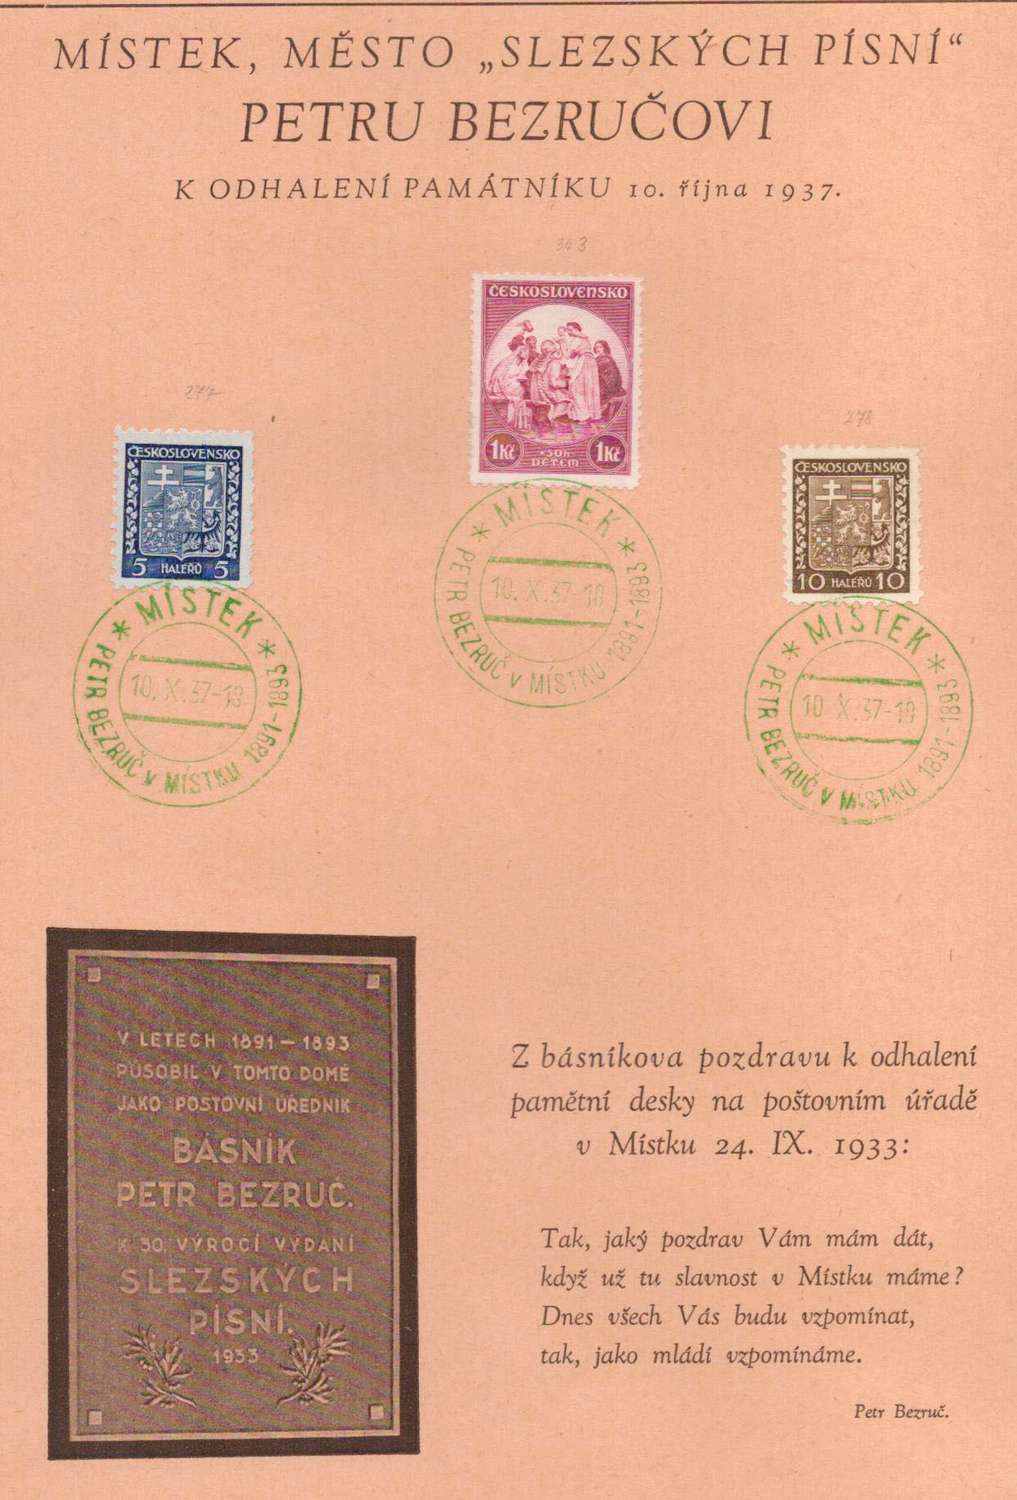 MÍSTEK, MĚSTO „SLEZSKÝCH PÍSNÍ“
PETRU BEZRUČOVI
K ODHALENÍ PAMÁTNÍKU 10. října 1937.
343
ČESKOSLOVENSKO
1Kč
+50h
DĚTEM
1Kč
277
ČESKOSLOVENSKO
5 HALÉŘŮ 5
278
ČESKOSLOVENSKO
10 HALÉŘŮ 10
* MÍSTEK *
10. X. 37-18
PETR BEZRUČ V MÍSTKU 1891-1893
* MÍSTEK *
10. X. 37-18
PETR BEZRUČ V MÍSTKU 1891-1893
* MÍSTEK *
10. X. 37-18
PETR BEZRUČ V MÍSTKU 1891-1893
V LETECH 1891 – 1893
PŮSOBIL V TOMTO DOMĚ
JAKO POŠTOVNÍ ÚŘEDNÍK
BÁSNÍK
PETR BEZRUČ.
K 30. VÝROČÍ VYDÁNÍ
SLEZSKÝCH
PÍSNÍ.
1933
Z básníkova pozdravu k odhalení
pamětní desky na poštovním úřadě
v Místku 24. IX. 1933:
Tak, jaký pozdrav Vám mám dát,
když už tu slavnost v Místku máme?
Dnes všech Vás budu vzpomínat,
tak, jako mládí vzpomínáme.
Petr Bezruč.